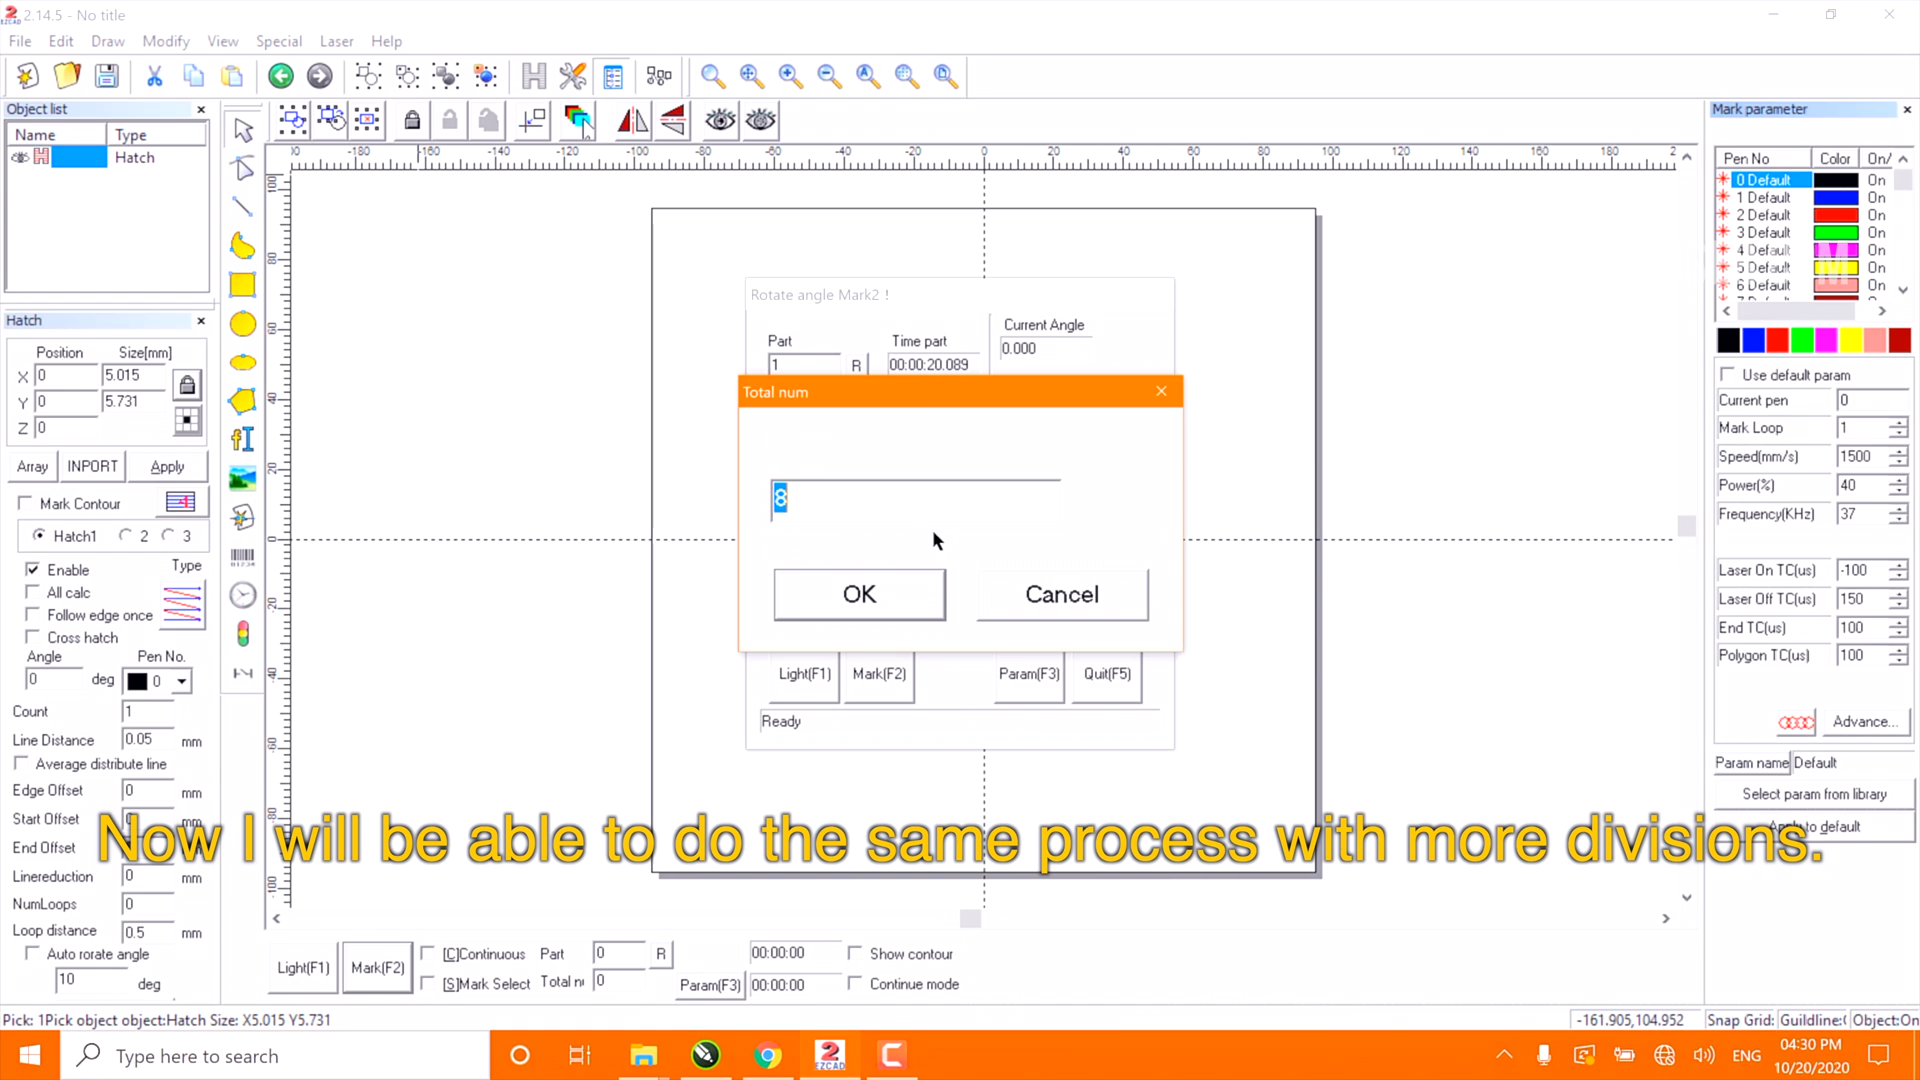 2.14.5 - No title
File Edit Draw Modify View Special Laser Help
Object list
Name Type
Hatch
Hatch
Position Size[mm]
X 0 5.015
Y 0 5.731
Z 0
Array INPORT Apply
Mark Contour
Hatch1 2 3
Enable Type
All calc
Follow edge once
Cross hatch
Angle Pen No.
0 deg 0
Count 1
Line Distance 0.05 mm
Average distribute line
Edge Offset 0 mm
Start Offset
End Offset
Linereduction 0 mm
NumLoops 0
Loop distance 0.5 mm
Auto rotate angle
10 deg
Rotate angle Mark2 !
Part Time part Current Angle
1 R 00:00:20.089 0.000
Total num
8
OK Cancel
Light(F1) Mark(F2) Param(F3) Quit(F5)
Ready
Now I will be able to do the same process with more divisions.
Light(F1) Mark(F2) [C]Continuous Part 0 R 00:00:00 Show contour
[S]Mark Select Total nu 0 Param(F3) 00:00:00 Continue mode
Mark parameter
Pen No Color On/
0 Default On
1 Default On
2 Default On
3 Default On
4 Default On
5 Default On
6 Default On
Use default param
Current pen 0
Mark Loop 1
Speed(mm/s) 1500
Power(%) 40
Frequency(KHz) 37
Laser On TC(us) -100
Laser Off TC(us) 150
End TC(us) 100
Polygon TC(us) 100
Advance...
Param name Default
Select param from library
Apply to default
Pick: 1Pick object object:Hatch Size: X5.015 Y5.731
-161.905,104.952 Snap Grid: Guildline:( Object:On
Type here to search
ENG 04:30 PM
10/20/2020